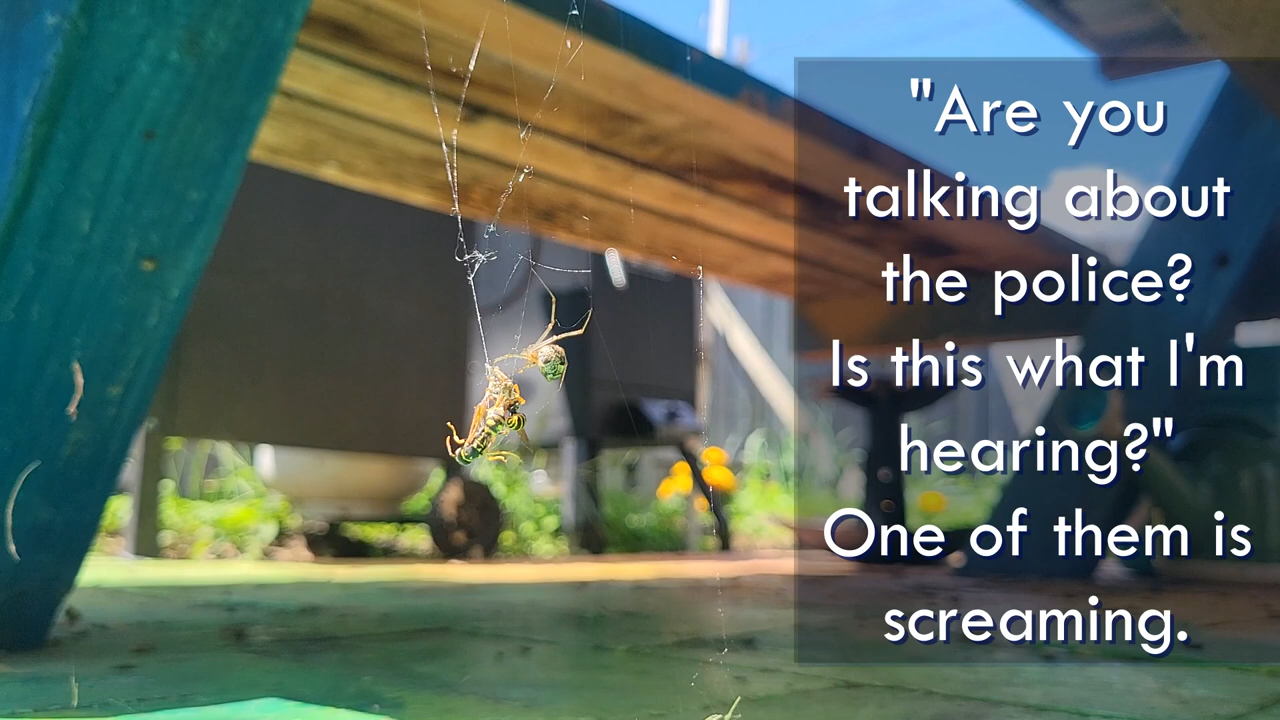 "Are you
talking about
the police?
Is this what I'm
hearing?"
One of them is
screaming.